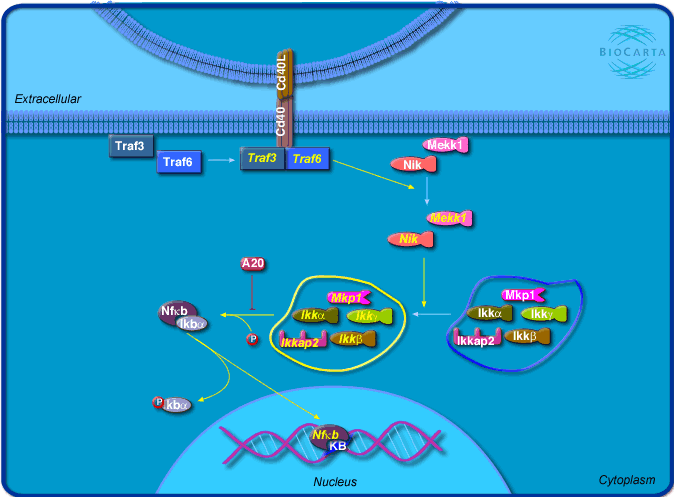 BIOCARTA
Extracellular
Cd40L
Cd40
Traf3
Traf6
Traf3
Traf6
Mekk1
Nik
Mekk1
Nik
A20
Mkp1
Ikkα
Ikkγ
Ikkap2
Ikkβ
Mkp1
Ikkα
Ikkγ
Ikkap2
Ikkβ
Nfκb
Ikbα
P
P
kbα
Nfκb
KB
Nucleus
Cytoplasm